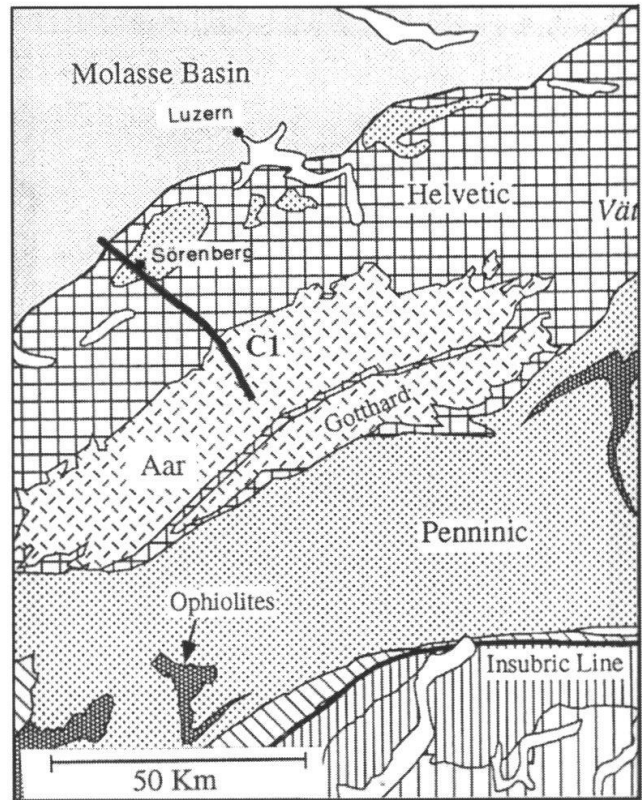 Molasse Basin
Luzern
Helvetic
Vät
Sörenberg
C1
Gotthard
Aar
Penninic
Ophiolites
Insubric Line
50 Km